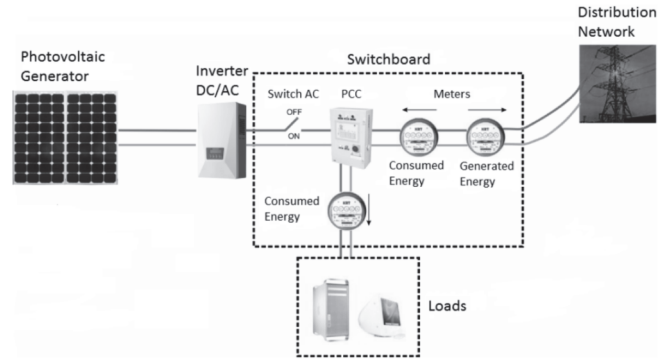 Distribution
Network
Photovoltaic
Generator
Inverter
DC/AC
Switchboard
Switch AC
PCC
Meters
OFF
ON
Consumed
Energy
Generated
Energy
Consumed
Energy
Loads